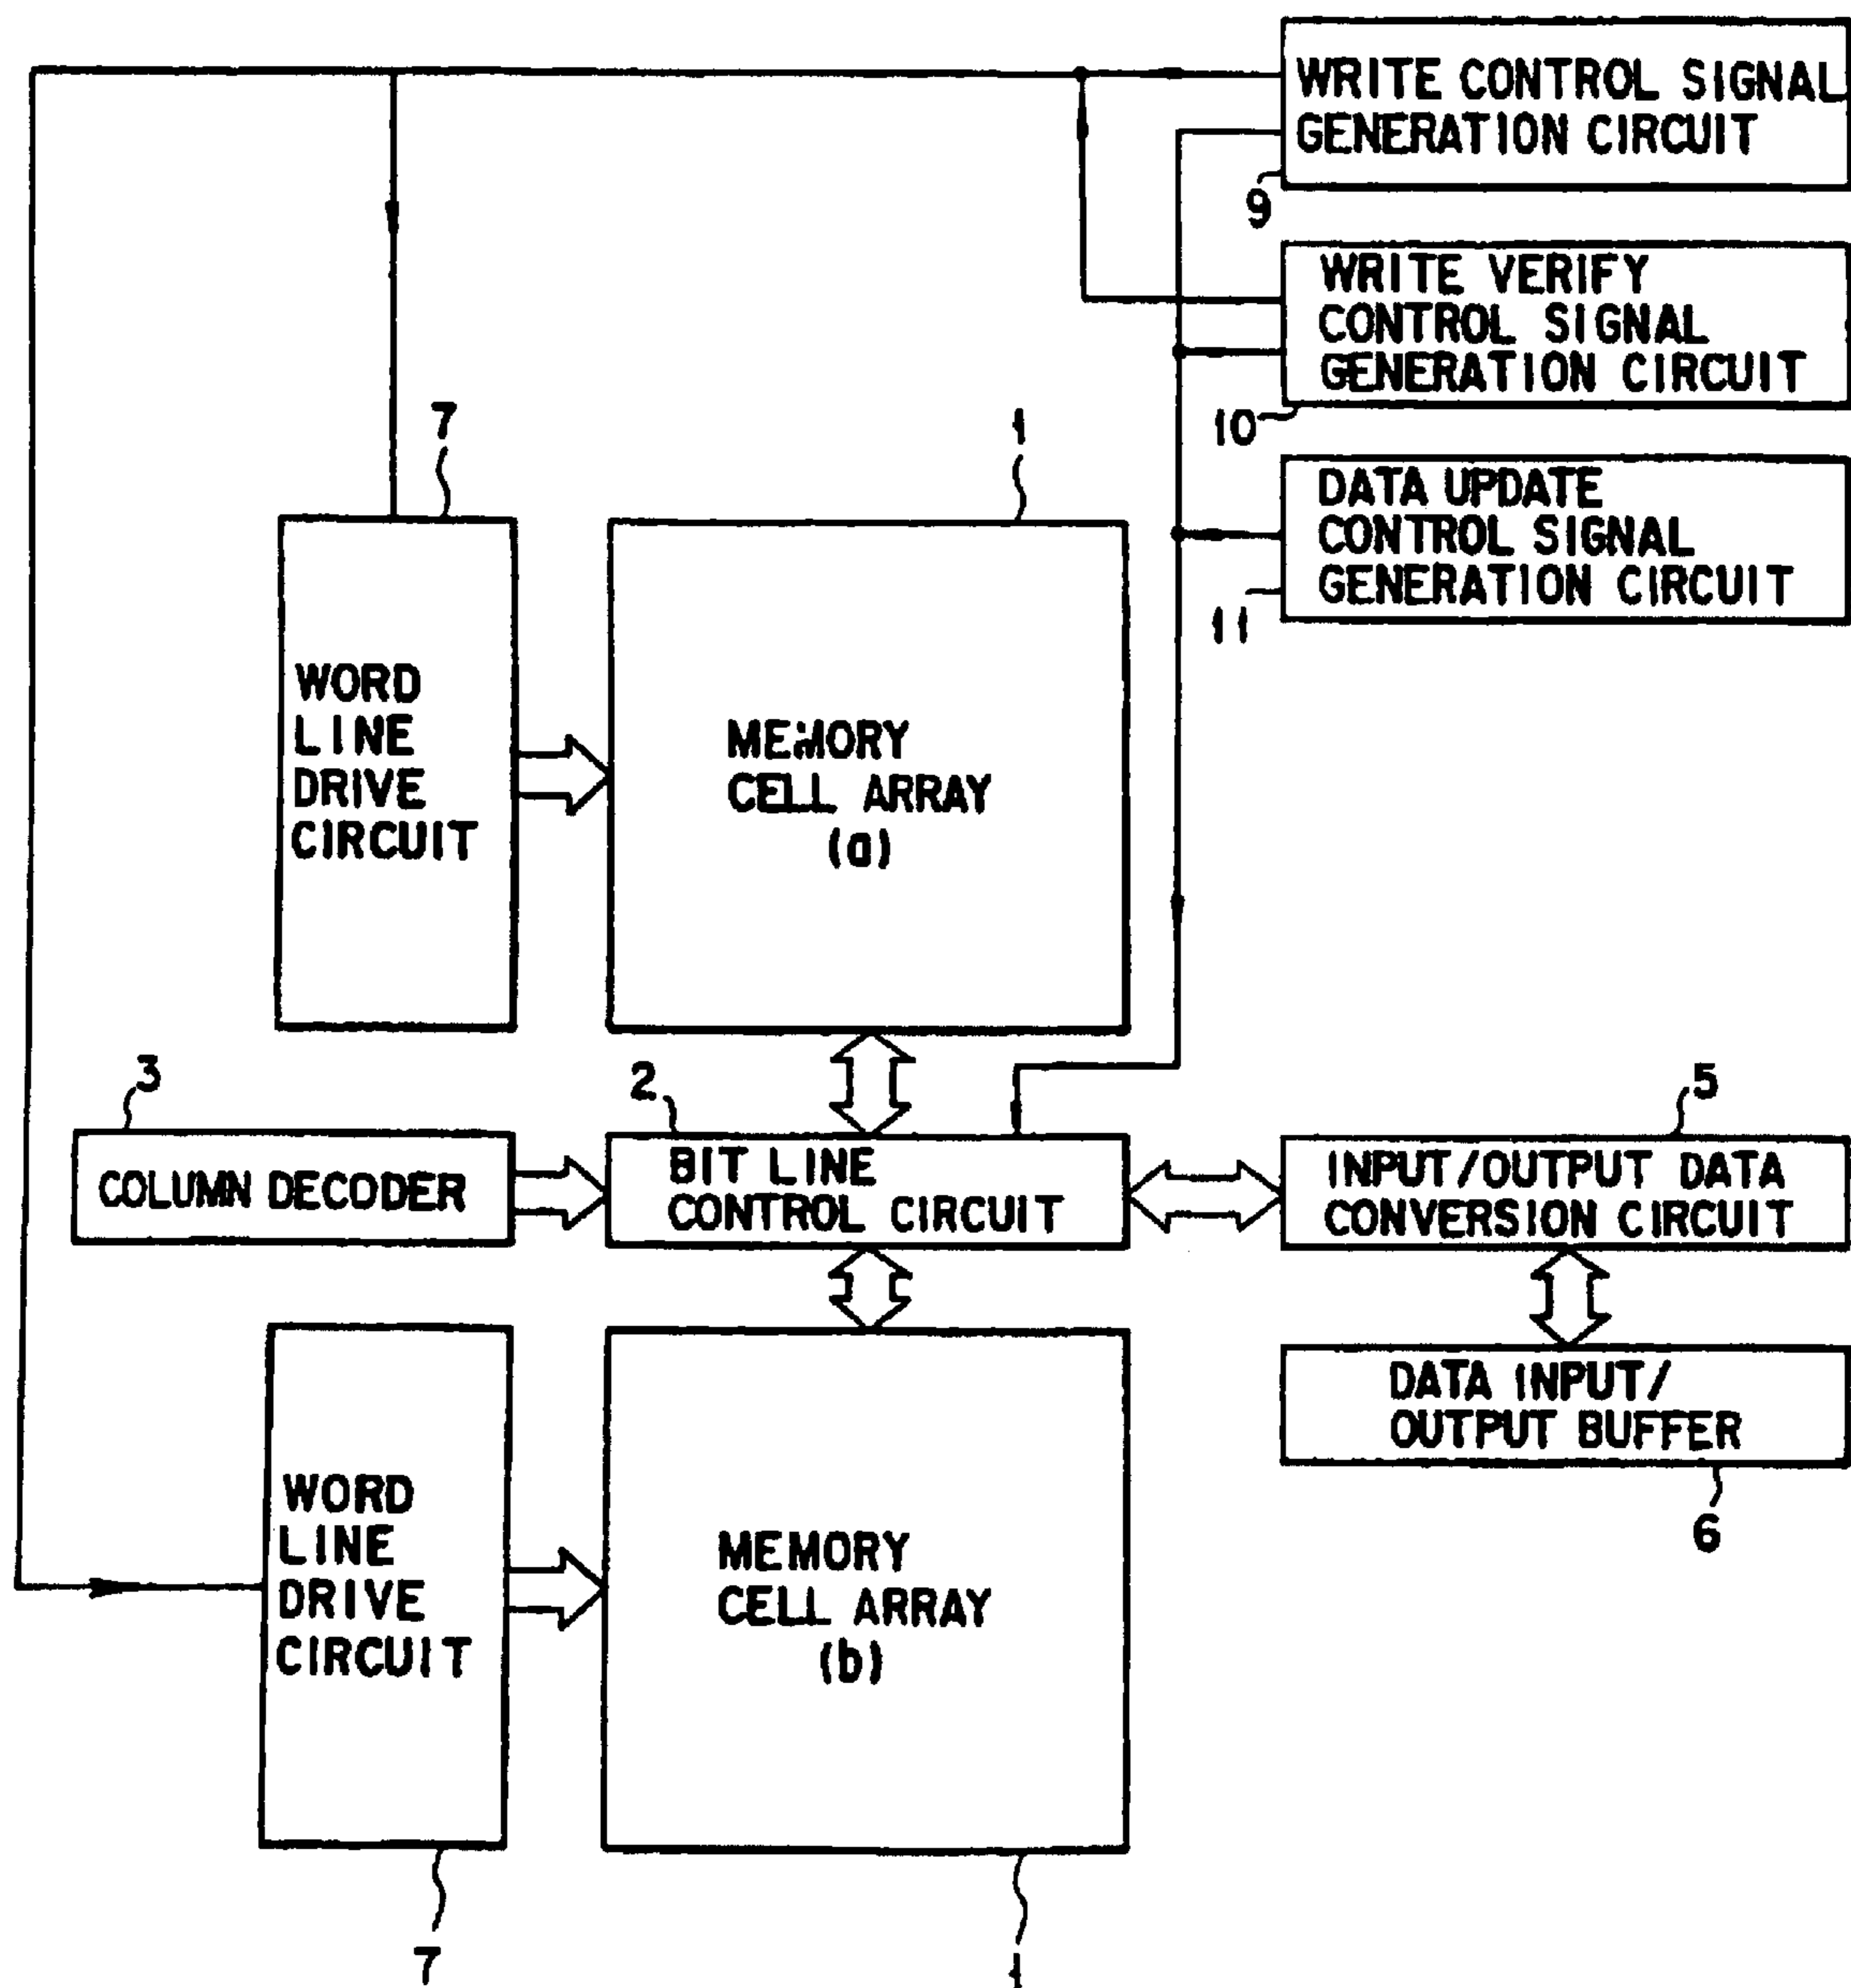 WRITE CONTROL SIGNAL
GENERATION CIRCUIT
9
WRITE VERIFY
CONTROL SIGNAL
GENERATION CIRCUIT
10
DATA UPDATE
CONTROL SIGNAL
GENERATION CIRCUIT
11
7
1
WORD
LINE
DRIVE
CIRCUIT
MEMORY
CELL ARRAY
(a)
3
2
5
COLUMN DECODER
BIT LINE
CONTROL CIRCUIT
INPUT/OUTPUT DATA
CONVERSION CIRCUIT
DATA INPUT/
OUTPUT BUFFER
6
WORD
LINE
DRIVE
CIRCUIT
MEMORY
CELL ARRAY
(b)
7
1